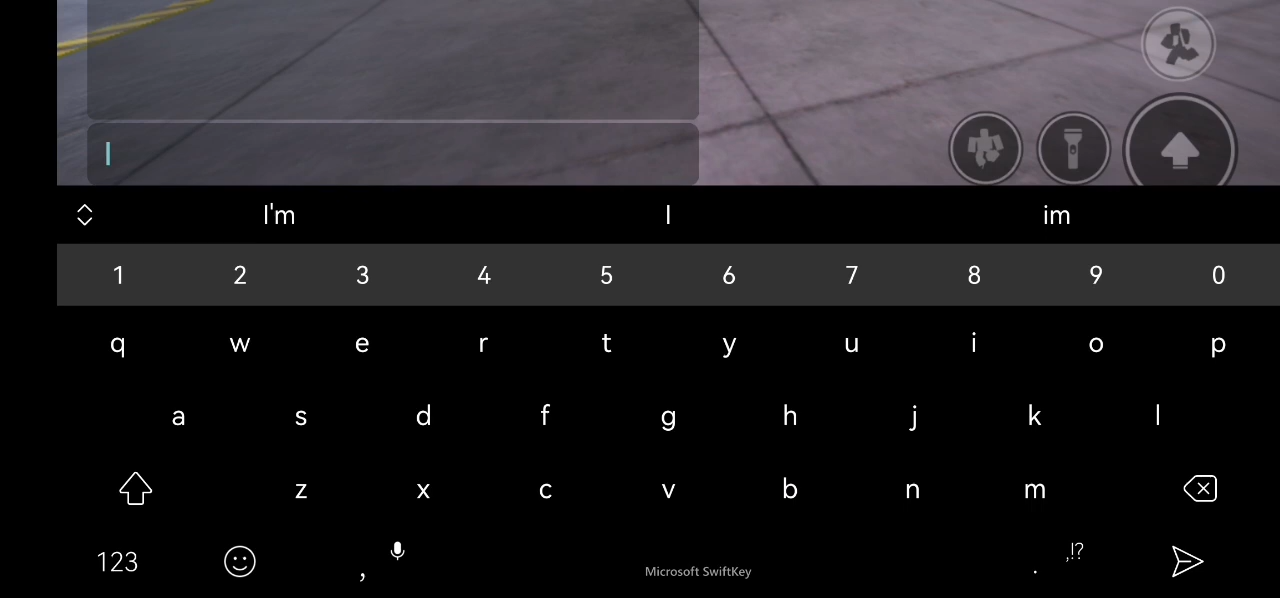 I'm I im
1 2 3 4 5 6 7 8 9 0
q w e r t y u i o p
a s d f g h j k l
z x c v b n m
123 , Microsoft SwiftKey . ,!?